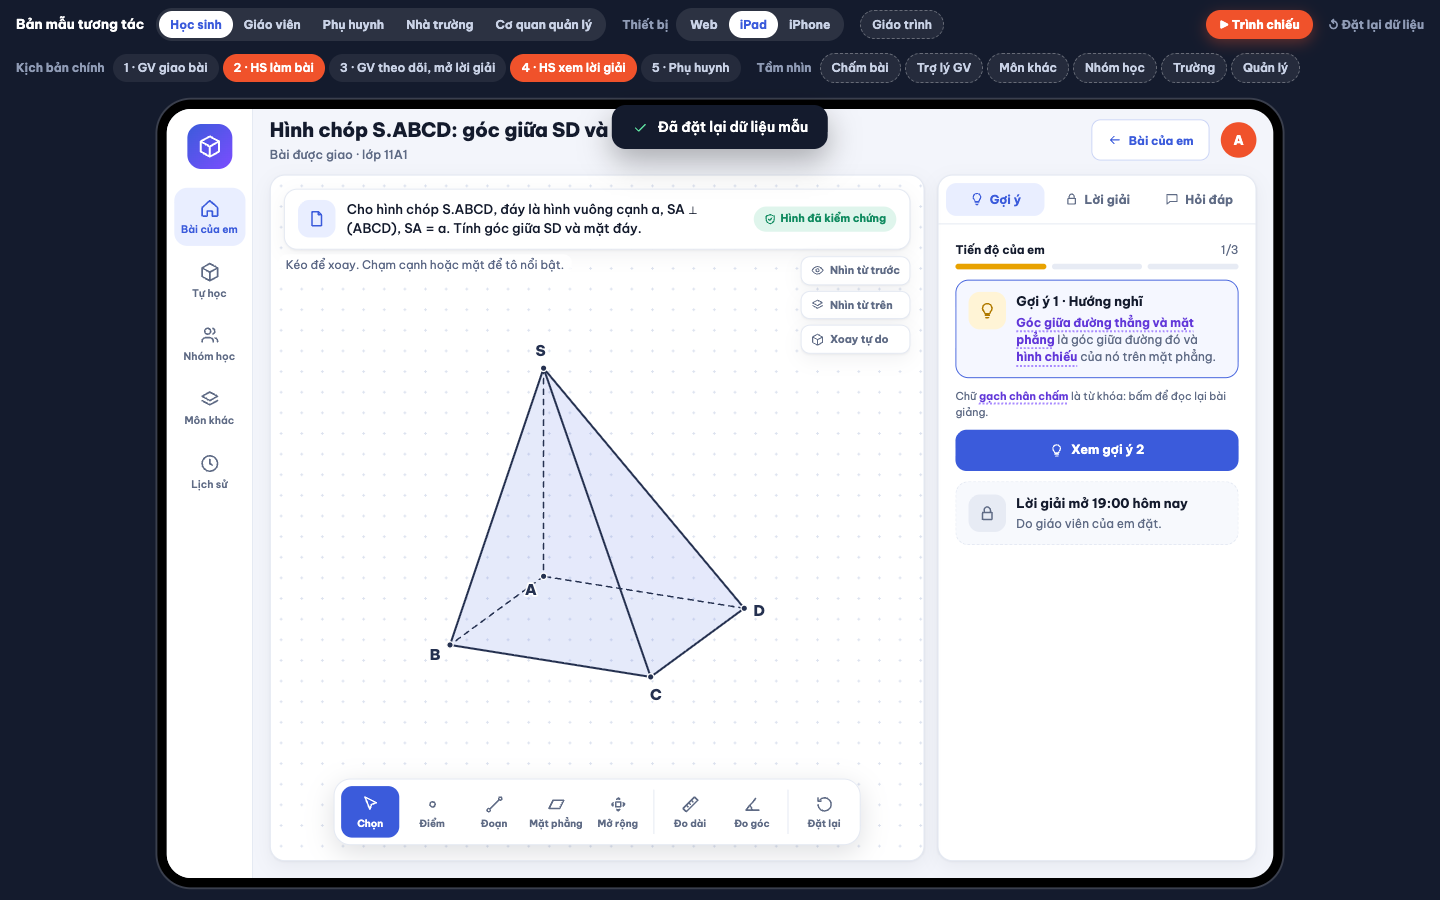 Bản mẫu tương tác
Học sinh
Giáo viên
Phụ huynh
Nhà trường
Cơ quan quản lý
Thiết bị
Web
iPad
iPhone
Giáo trình
Trình chiếu
Đặt lại dữ liệu
Kịch bản chính
1 · GV giao bài
2 · HS làm bài
3 · GV theo dõi, mở lời giải
4 · HS xem lời giải
5 · Phụ huynh
Tầm nhìn
Chấm bài
Trợ lý GV
Môn khác
Nhóm học
Trường
Quản lý
Hình chóp S.ABCD: góc giữa SD và
Đã đặt lại dữ liệu mẫu
Bài được giao · lớp 11A1
Bài của em
A
Bài của em
Tự học
Nhóm học
Môn khác
Lịch sử
Cho hình chóp S.ABCD, đáy là hình vuông cạnh a, SA ⊥
(ABCD), SA = a. Tính góc giữa SD và mặt đáy.
Hình đã kiểm chứng
Kéo để xoay. Chạm cạnh hoặc mặt để tô nổi bật.
Nhìn từ trước
Nhìn từ trên
Xoay tự do
S
A
D
B
C
Chọn
Điểm
Đoạn
Mặt phẳng
Mở rộng
Đo dài
Đo góc
Đặt lại
Gợi ý
Lời giải
Hỏi đáp
Tiến độ của em
1/3
Gợi ý 1 · Hướng nghĩ
Góc giữa đường thẳng và mặt
phẳng là góc giữa đường đó và
hình chiếu của nó trên mặt phẳng.
Chữ gạch chân chấm là từ khóa: bấm để đọc lại bài
giảng.
Xem gợi ý 2
Lời giải mở 19:00 hôm nay
Do giáo viên của em đặt.